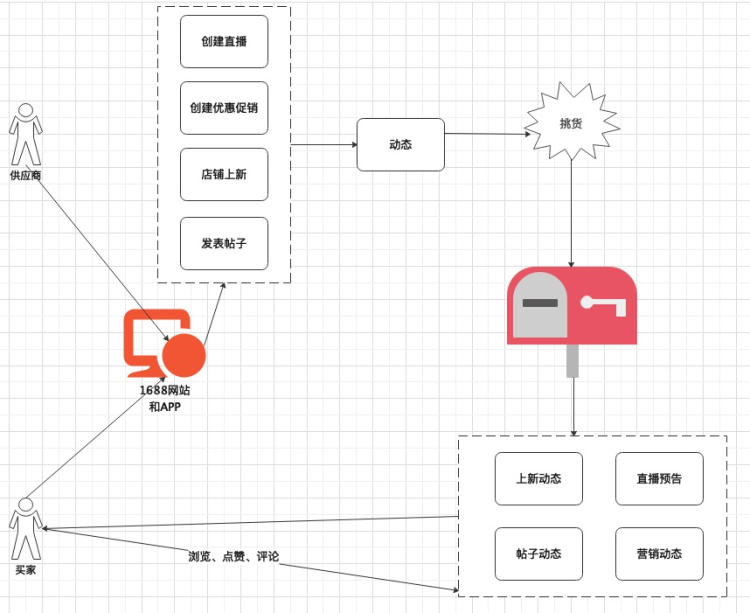 创建直播
创建优惠促销
店铺上新
发表帖子
动态
挑货
供应商
1688网站
和APP
上新动态
直播预告
帖子动态
营销动态
浏览、点赞、评论
买家